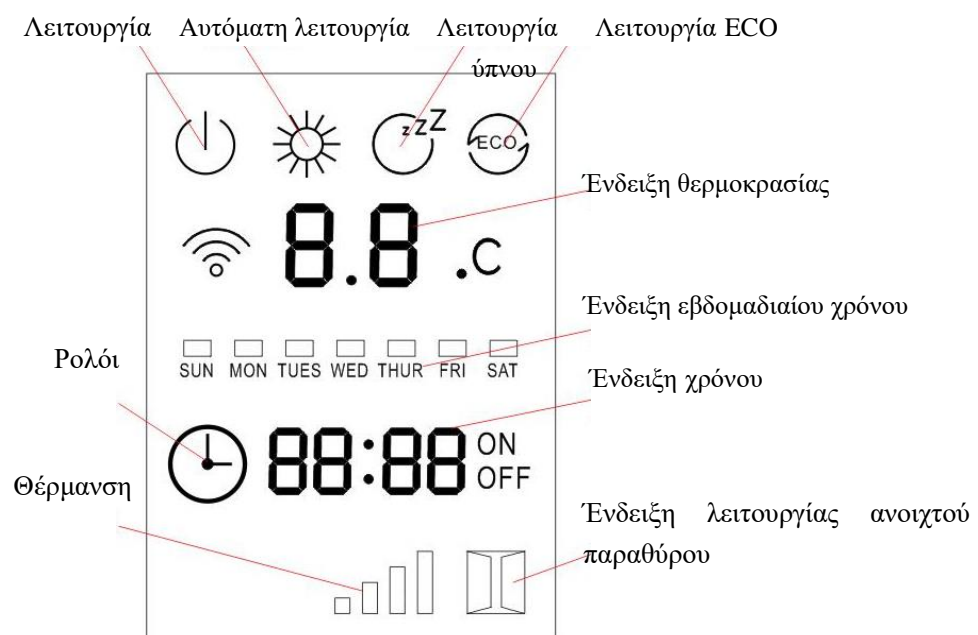 Λειτουργία Αυτόματη λειτουργία Λειτουργία ύπνου Λειτουργία ECO
zzZ
ECO
Ένδειξη θερμοκρασίας
8.8 .C
Ένδειξη εβδομαδιαίου χρόνου
Ρολόι
SUN MON TUES WED THUR FRI SAT
Ένδειξη χρόνου
88:88 ON
OFF
Θέρμανση
Ένδειξη λειτουργίας ανοιχτού
παραθύρου